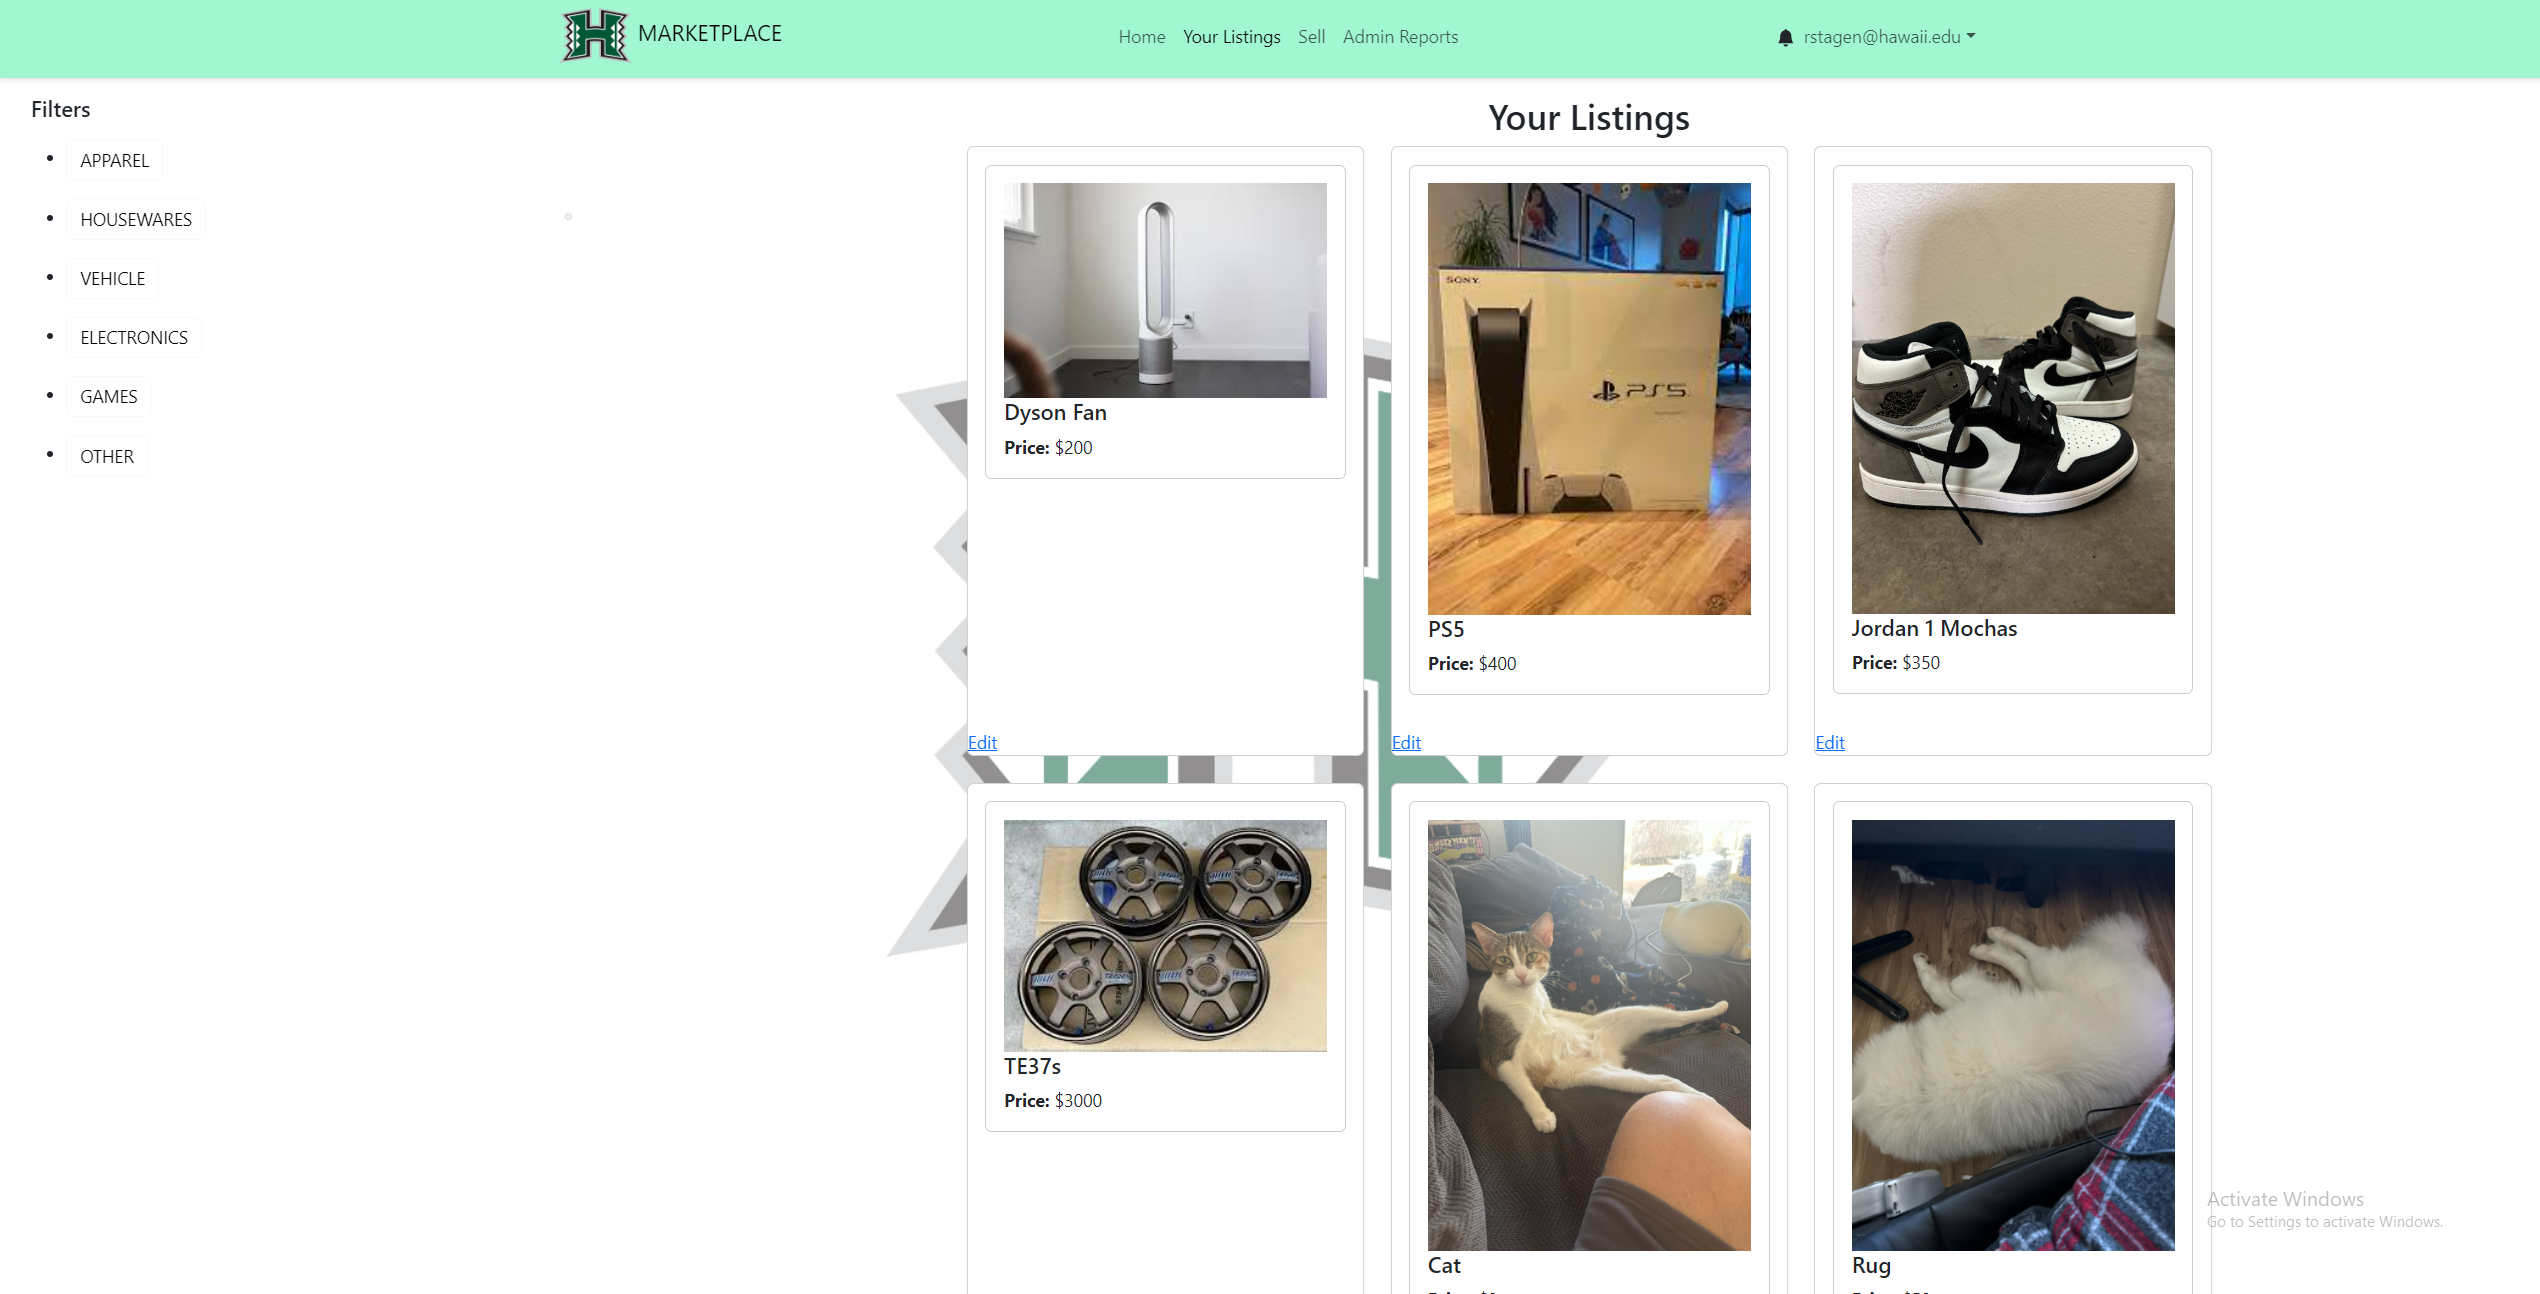 MARKETPLACE
Home Your Listings Sell Admin Reports
rstagen@hawaii.edu
Filters
APPAREL
HOUSEWARES
VEHICLE
ELECTRONICS
GAMES
OTHER
Your Listings
Dyson Fan
Price: $200
Edit
SONY
PS5
PS5
Price: $400
Edit
Jordan 1 Mochas
Price: $350
Edit
TE37s
Price: $3000
Cat
Rug
Activate Windows
Go to Settings to activate Windows.